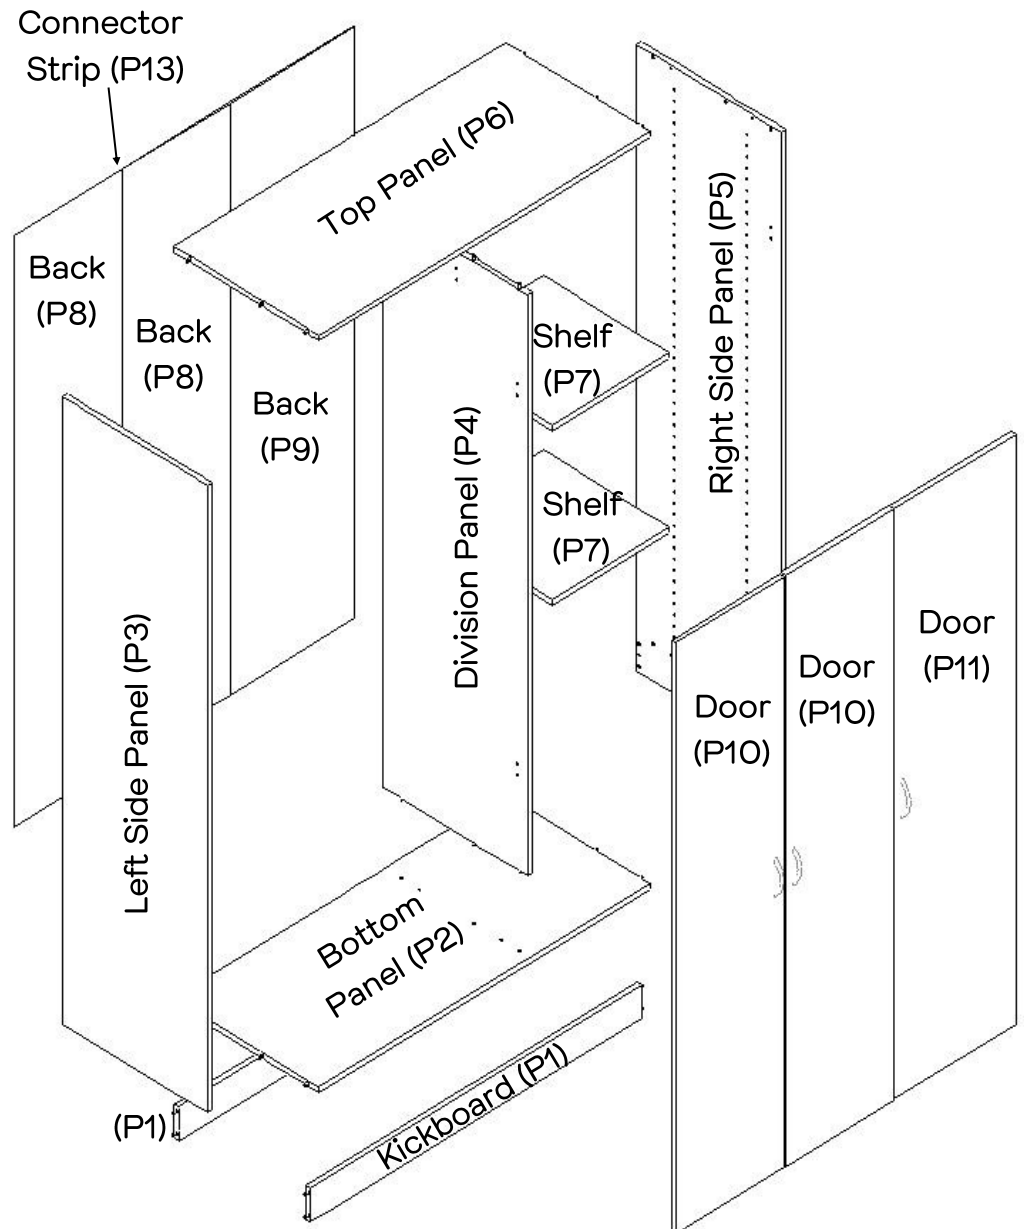 Connector
Strip (P13)
Top Panel (P6)
Right Side Panel (P5)
Back
(P8)
Back
(P8)
Back
(P9)
Shelf
(P7)
Division Panel (P4)
Shelf
(P7)
Left Side Panel (P3)
Door
(P10)
Door
(P10)
Door
(P11)
Bottom
Panel (P2)
(P1)
Kickboard (P1)